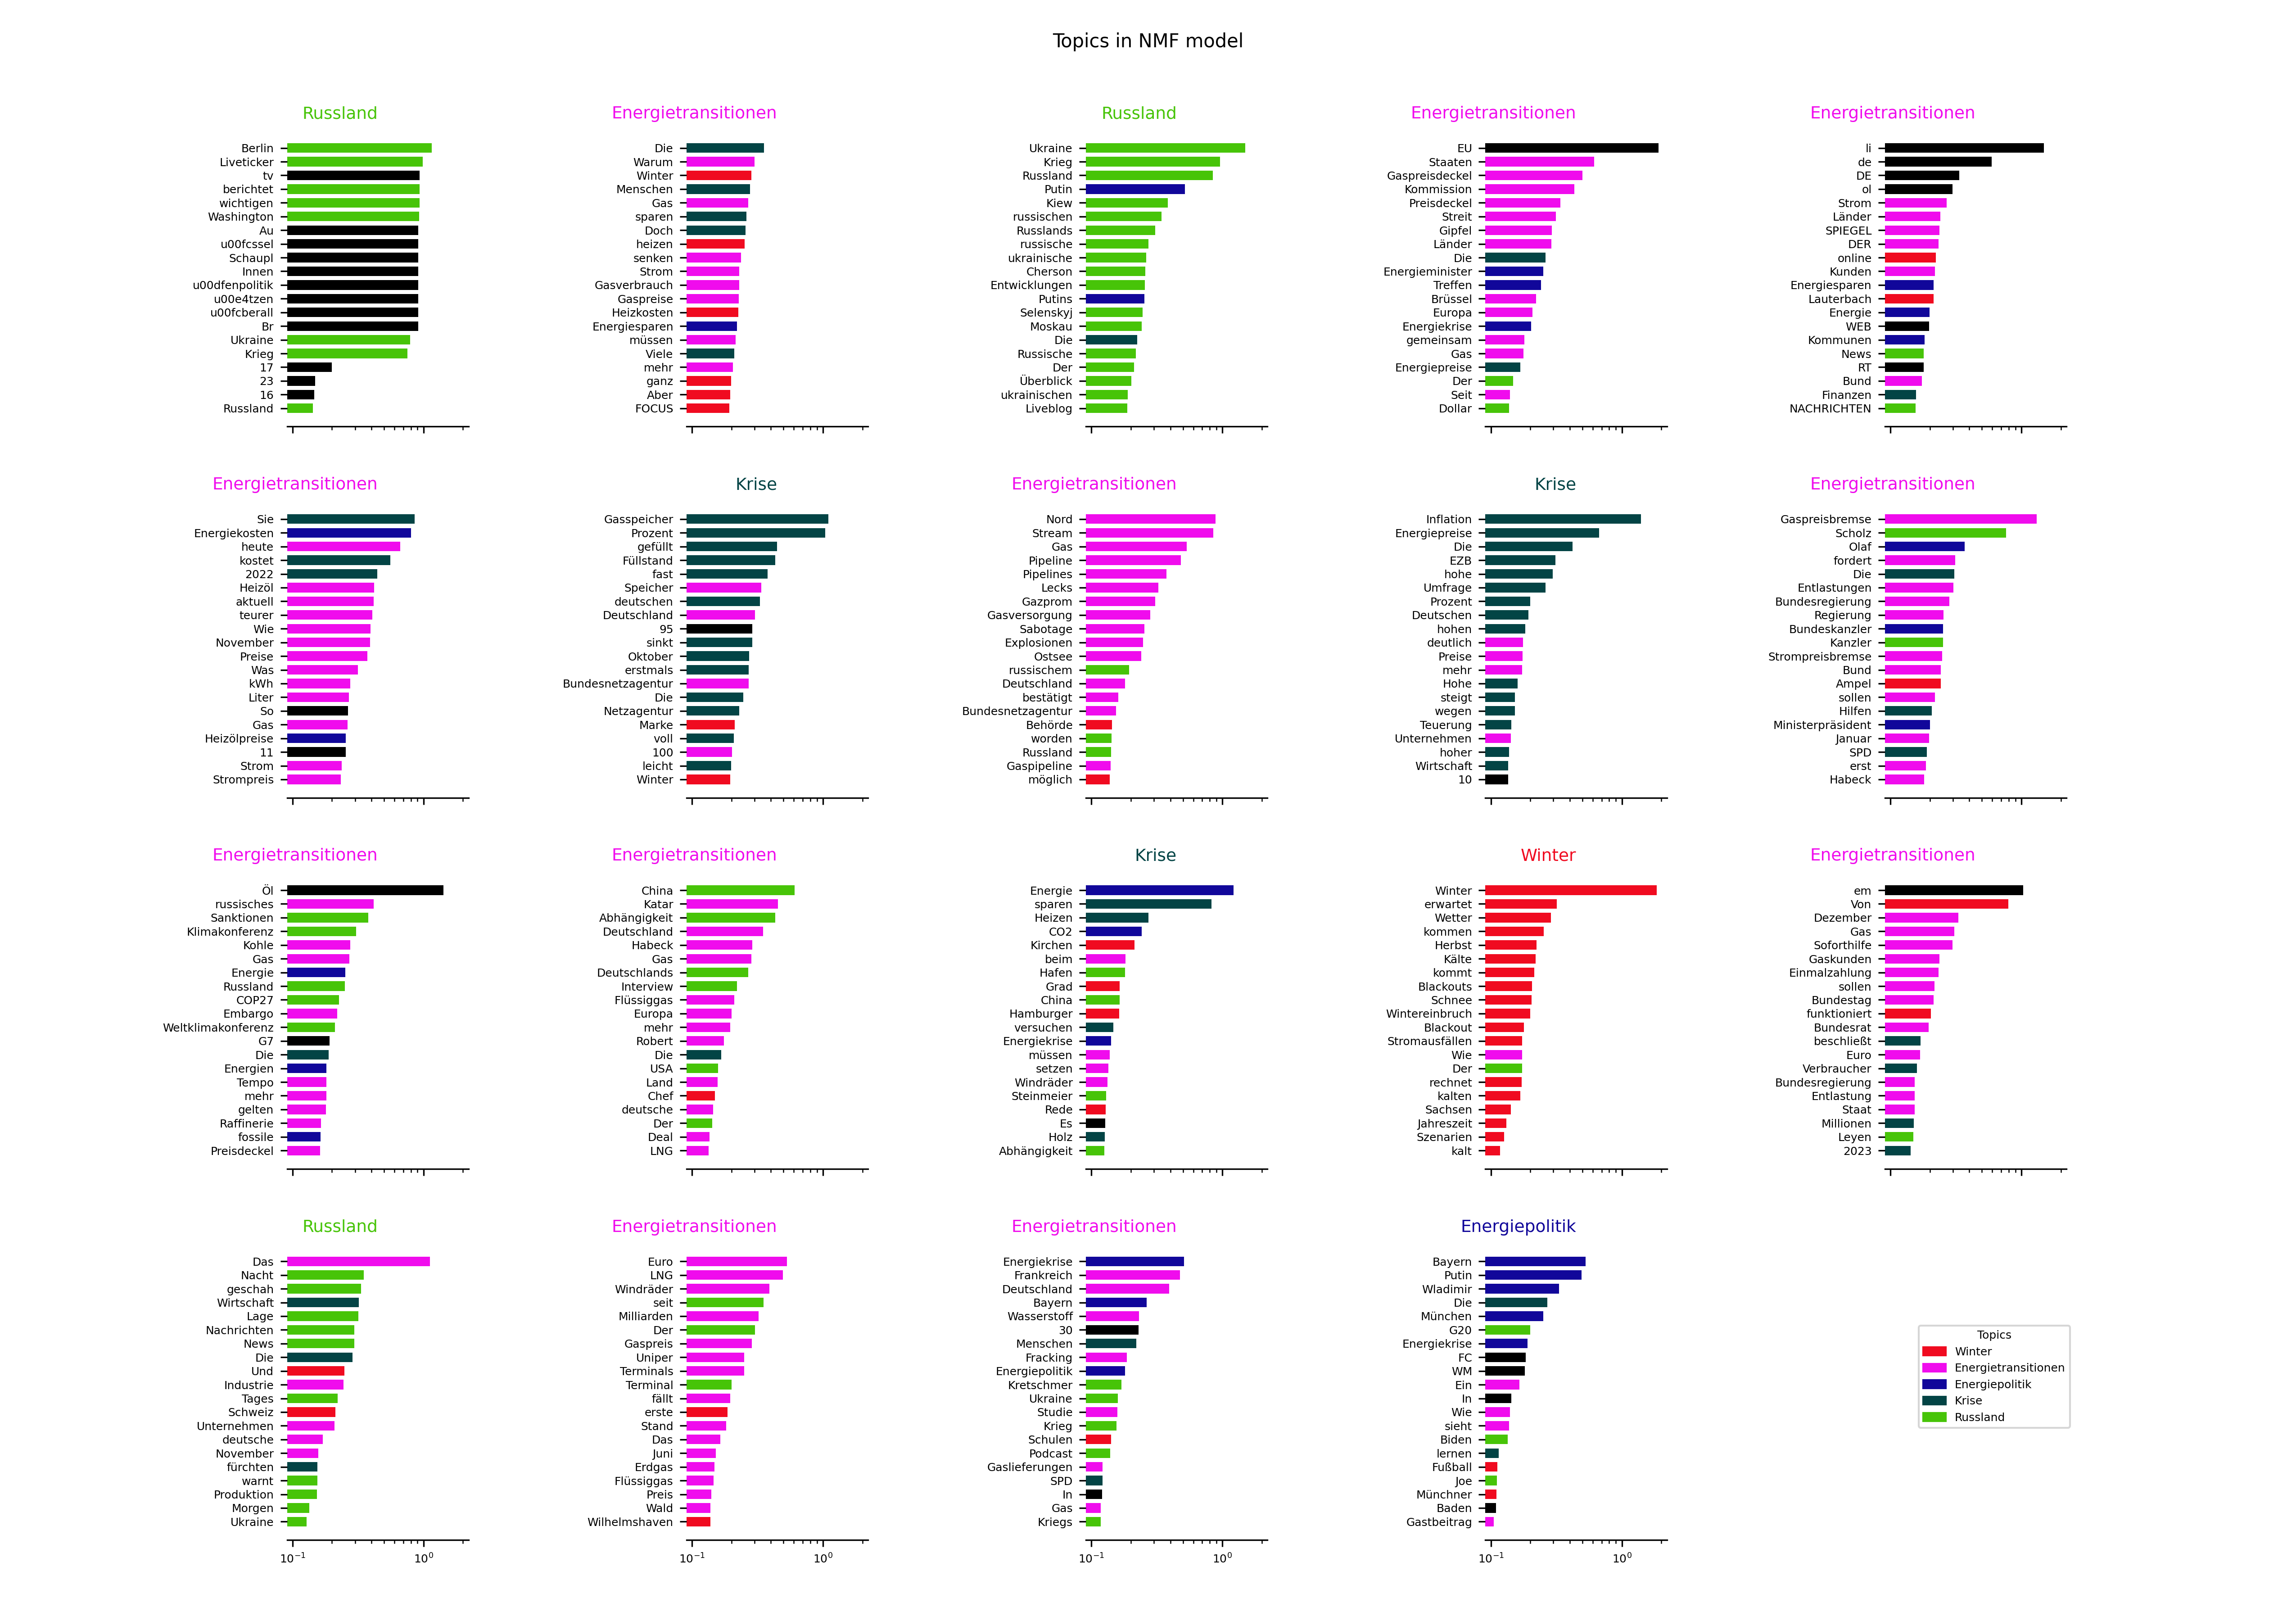 Topics in NMF model
Russland
Berlin
Liveticker
tv
berichtet
wichtigen
Washington
Au
u00fcssel
Schaupl
Innen
u00dfenpolitik
u00e4tzen
u00fcberall
Br
Ukraine
Krieg
17
23
16
Russland
Energietransitionen
Die
Warum
Winter
Menschen
Gas
sparen
Doch
heizen
senken
Strom
Gasverbrauch
Gaspreise
Heizkosten
Energiesparen
müssen
Viele
mehr
ganz
Aber
FOCUS
Russland
Ukraine
Krieg
Russland
Putin
Kiew
russischen
Russlands
russische
ukrainische
Cherson
Entwicklungen
Putins
Selenskyj
Moskau
Die
Russische
Der
Überblick
ukrainischen
Liveblog
Energietransitionen
EU
Staaten
Gaspreisdeckel
Kommission
Preisdeckel
Streit
Gipfel
Länder
Die
Energieminister
Treffen
Brüssel
Europa
Energiekrise
gemeinsam
Gas
Energiepreise
Der
Seit
Dollar
Energietransitionen
li
de
DE
ol
Strom
Länder
SPIEGEL
DER
online
Kunden
Energiesparen
Lauterbach
Energie
WEB
Kommunen
News
RT
Bund
Finanzen
NACHRICHTEN
Energietransitionen
Sie
Energiekosten
heute
kostet
2022
Heizöl
aktuell
teurer
Wie
November
Preise
Was
kWh
Liter
So
Gas
Heizölpreise
11
Strom
Strompreis
Krise
Gasspeicher
Prozent
gefüllt
Füllstand
fast
Speicher
deutschen
Deutschland
95
sinkt
Oktober
erstmals
Bundesnetzagentur
Die
Netzagentur
Marke
voll
100
leicht
Winter
Energietransitionen
Nord
Stream
Gas
Pipeline
Pipelines
Lecks
Gazprom
Gasversorgung
Sabotage
Explosionen
Ostsee
russischem
Deutschland
bestätigt
Bundesnetzagentur
Behörde
worden
Russland
Gaspipeline
möglich
Krise
Inflation
Energiepreise
Die
EZB
hohe
Umfrage
Prozent
Deutschen
hohen
deutlich
Preise
mehr
Hohe
steigt
wegen
Teuerung
Unternehmen
hoher
Wirtschaft
10
Energietransitionen
Gaspreisbremse
Scholz
Olaf
fordert
Die
Entlastungen
Bundesregierung
Regierung
Bundeskanzler
Kanzler
Strompreisbremse
Bund
Ampel
sollen
Hilfen
Ministerpräsident
Januar
SPD
erst
Habeck
Energietransitionen
Öl
russisches
Sanktionen
Klimakonferenz
Kohle
Gas
Energie
Russland
COP27
Embargo
Weltklimakonferenz
G7
Die
Energien
Tempo
mehr
gelten
Raffinerie
fossile
Preisdeckel
Energietransitionen
China
Katar
Abhängigkeit
Deutschland
Habeck
Gas
Deutschlands
Interview
Flüssiggas
Europa
mehr
Robert
Die
USA
Land
Chef
deutsche
Der
Deal
LNG
Krise
Energie
sparen
Heizen
CO2
Kirchen
beim
Hafen
Grad
China
Hamburger
versuchen
Energiekrise
müssen
setzen
Windräder
Steinmeier
Rede
Es
Holz
Abhängigkeit
Winter
Winter
erwartet
Wetter
kommen
Herbst
Kälte
kommt
Blackouts
Schnee
Wintereinbruch
Blackout
Stromausfällen
Wie
Der
rechnet
kalten
Sachsen
Jahreszeit
Szenarien
kalt
Energietransitionen
em
Von
Dezember
Gas
Soforthilfe
Gaskunden
Einmalzahlung
sollen
Bundestag
funktioniert
Bundesrat
beschließt
Euro
Verbraucher
Bundesregierung
Entlastung
Staat
Millionen
Leyen
2023
Russland
Das
Nacht
geschah
Wirtschaft
Lage
Nachrichten
News
Die
Und
Industrie
Tages
Schweiz
Unternehmen
deutsche
November
fürchten
warnt
Produktion
Morgen
Ukraine
10⁻¹ 10⁰
Energietransitionen
Euro
LNG
Windräder
seit
Milliarden
Der
Gaspreis
Uniper
Terminals
Terminal
fällt
erste
Stand
Das
Juni
Erdgas
Flüssiggas
Preis
Wald
Wilhelmshaven
10⁻¹ 10⁰
Energietransitionen
Energiekrise
Frankreich
Deutschland
Bayern
Wasserstoff
30
Menschen
Fracking
Energiepolitik
Kretschmer
Ukraine
Studie
Krieg
Schulen
Podcast
Gaslieferungen
SPD
In
Gas
Kriegs
10⁻¹ 10⁰
Energiepolitik
Bayern
Putin
Wladimir
Die
München
G20
Energiekrise
FC
WM
Ein
In
Wie
sieht
Biden
lernen
Fußball
Joe
Münchner
Baden
Gastbeitrag
10⁻¹ 10⁰
Topics
Winter
Energietransitionen
Energiepolitik
Krise
Russland